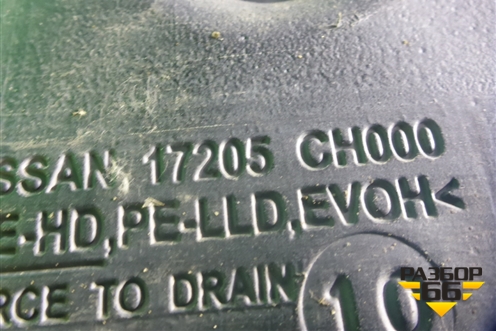 SSAN 17205 CH000
E-HD,PE-LLD,EVOH<
RCE TO DRAIN
10
РАЗБОР
66